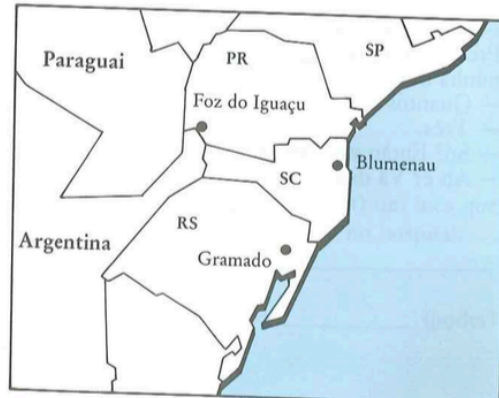 Paraguai
PR
SP
Foz do Iguaçu
Blumenau
SC
RS
Argentina
Gramado